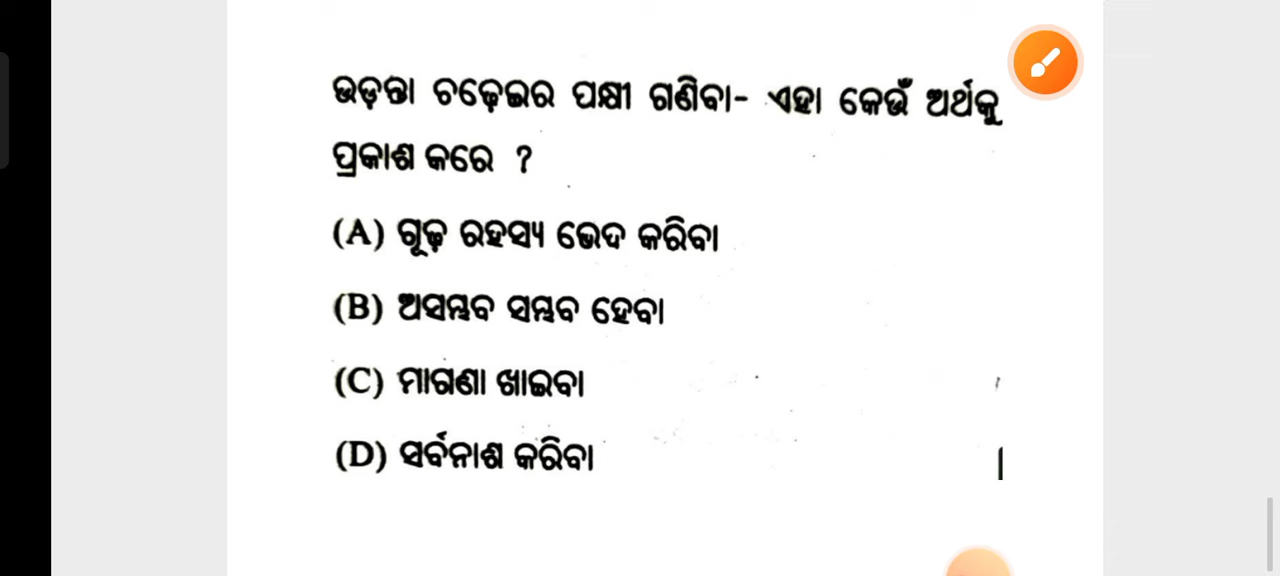 ଉଡ଼ନ୍ତା ଚଢ଼େଇର ପକ୍ଷୀ ଗଣିବା- ଏହା କେଉଁ ଅର୍ଥକୁ
ପ୍ରକାଶ କରେ ?
(A) ଗୂଢ଼ ରହସ୍ୟ ଭେଦ କରିବା
(B) ଅସମ୍ଭବ ସମ୍ଭବ ହେବା
(C) ମାଗଣା ଖାଇବା
(D) ସର୍ବନାଶ କରିବା